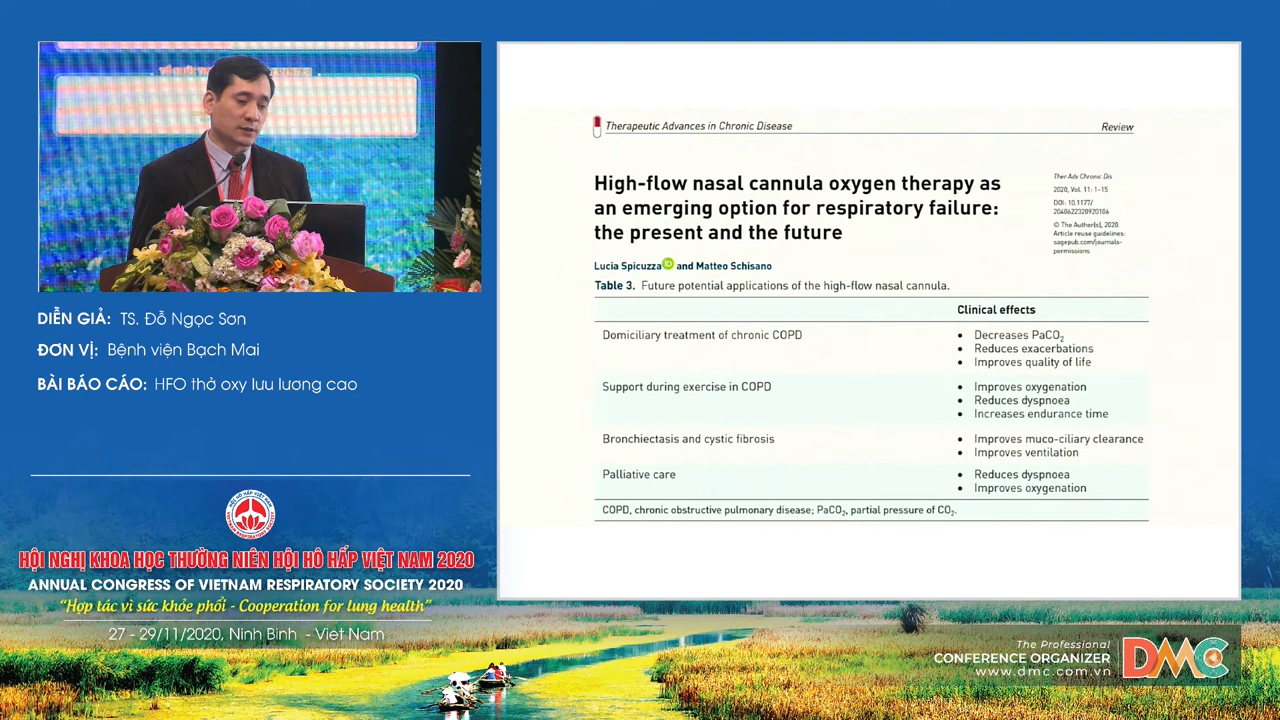 DIỄN GIẢ: TS. Đỗ Ngọc Sơn
ĐƠN VỊ: Bệnh viện Bạch Mai
BÀI BÁO CÁO: HFO thở oxy lưu lượng cao
HỘI HÔ HẤP VIỆT NAM
HỘI NGHỊ KHOA HỌC THƯỜNG NIÊN HỘI HÔ HẤP VIỆT NAM 2020
ANNUAL CONGRESS OF VIETNAM RESPIRATORY SOCIETY 2020
“Hợp tác vì sức khỏe phổi - Cooperation for lung health”
27 - 29/11/2020, Ninh Bình - Việt Nam
Therapeutic Advances in Chronic Disease
Review
High-flow nasal cannula oxygen therapy as
an emerging option for respiratory failure:
the present and the future
Ther Adv Chronic Dis
2020, Vol. 11: 1–15
DOI: 10.1177/
2040622320920106
© The Author(s), 2020.
Article reuse guidelines:
sagepub.com/journals-
permissions
Lucia Spicuzza iD and Matteo Schisano
Table 3. Future potential applications of the high-flow nasal cannula.
Clinical effects
Domiciliary treatment of chronic COPD
• Decreases PaCO₂
• Reduces exacerbations
• Improves quality of life
Support during exercise in COPD
• Improves oxygenation
• Reduces dyspnoea
• Increases endurance time
Bronchiectasis and cystic fibrosis
• Improves muco-ciliary clearance
• Improves ventilation
Palliative care
• Reduces dyspnoea
• Improves oxygenation
COPD, chronic obstructive pulmonary disease; PaCO₂, partial pressure of CO₂.
The Professional
CONFERENCE ORGANIZER
www.dmc.com.vn
DMC